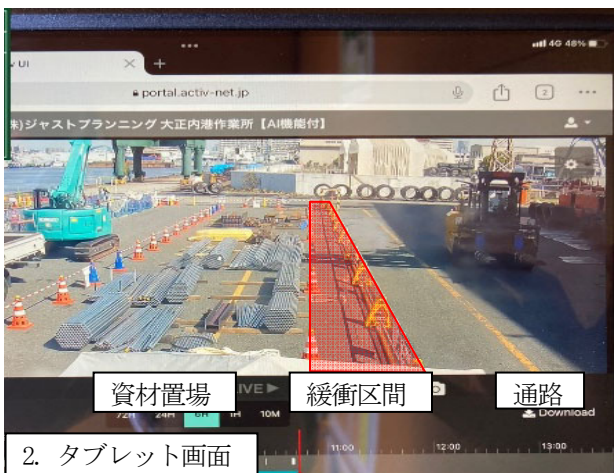 4G 48%
UI
portal.activ-net.jp
2
株)ジャストプランニング 大正内港作業所【AI機能付】
資材置場
IVE
緩衝区間
通路
72H 24H 6H 1H 10M
Download
2. タブレット画面
11:00 12:00 13:00